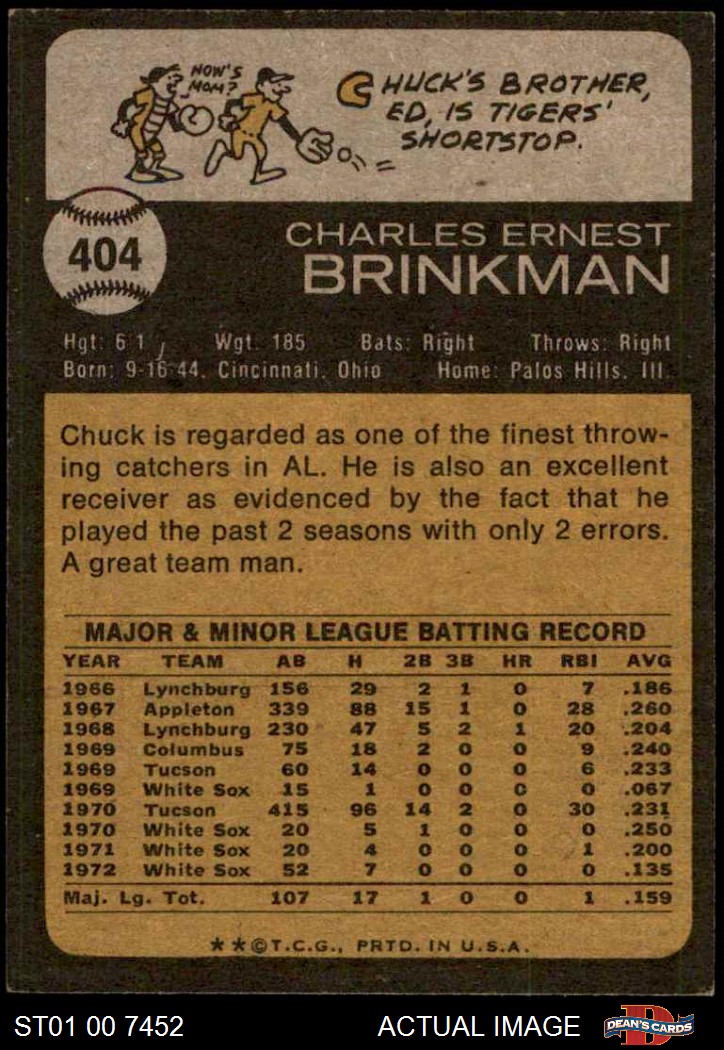 HOW'S
MOM?
CHUCK'S BROTHER,
ED, IS TIGERS'
SHORTSTOP.
404
CHARLES ERNEST
BRINKMAN
Hgt: 6 1 Wgt. 185 Bats: Right Throws: Right
Born: 9-16-44, Cincinnati, Ohio Home: Palos Hills, Ill.
Chuck is regarded as one of the finest throw-
ing catchers in AL. He is also an excellent
receiver as evidenced by the fact that he
played the past 2 seasons with only 2 errors.
A great team man.
MAJOR & MINOR LEAGUE BATTING RECORD
YEAR TEAM AB H 2B 3B HR RBI AVG
1966 Lynchburg 156 29 2 1 0 7 .186
1967 Appleton 339 88 15 1 0 28 .260
1968 Lynchburg 230 47 5 2 1 20 .204
1969 Columbus 75 18 2 0 0 9 .240
1969 Tucson 60 14 0 0 0 6 .233
1969 White Sox 15 1 0 0 0 0 .067
1970 Tucson 415 96 14 2 0 30 .231
1970 White Sox 20 5 1 0 0 0 .250
1971 White Sox 20 4 0 0 0 1 .200
1972 White Sox 52 7 0 0 0 0 .135
Maj. Lg. Tot. 107 17 1 0 0 1 .159
**©T.C.G., PRTD. IN U.S.A.
ST01 00 7452 ACTUAL IMAGE D DEAN'S CARDS